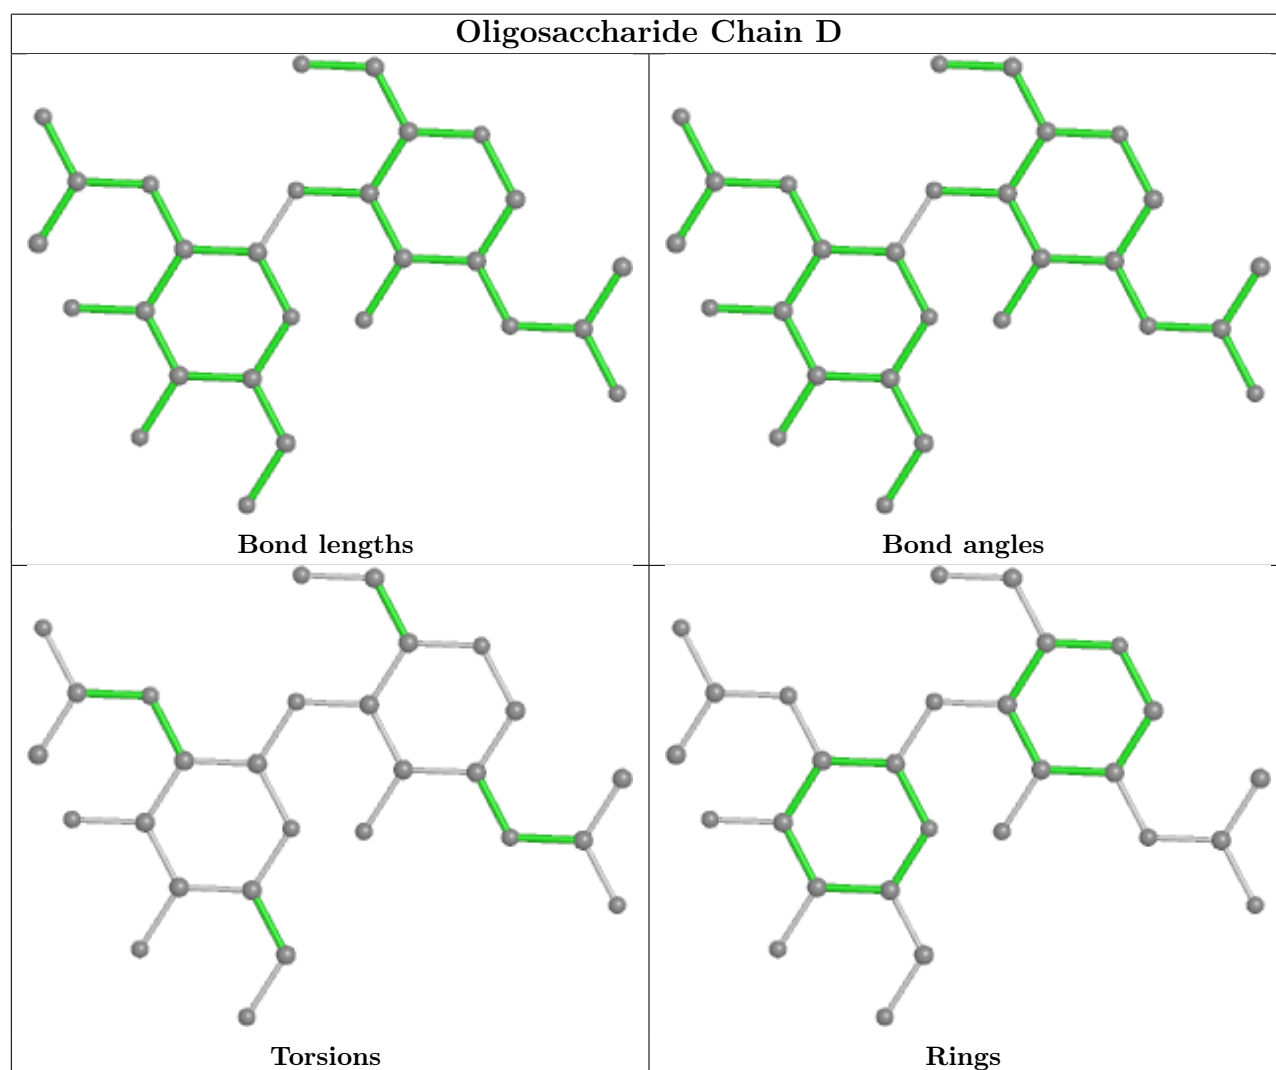 Oligosaccharide Chain D
Bond lengths
Bond angles
Torsions
Rings